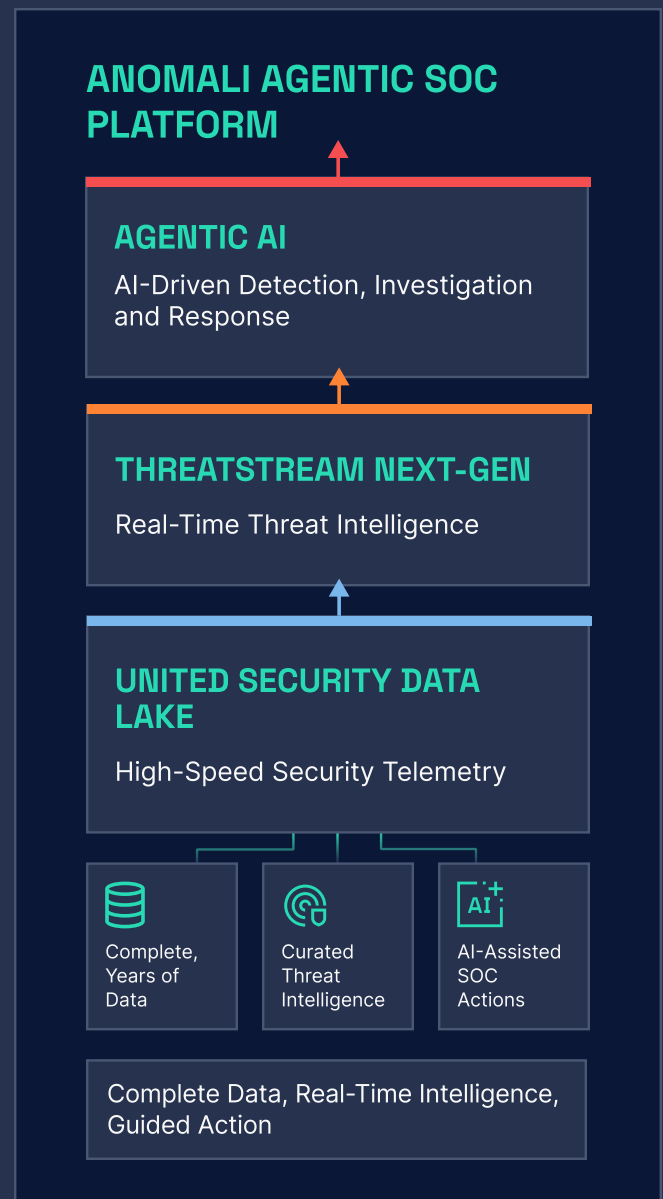 ANOMALI AGENTIC SOC
PLATFORM
AGENTIC AI
AI-Driven Detection, Investigation
and Response
THREATSTREAM NEXT-GEN
Real-Time Threat Intelligence
UNITED SECURITY DATA
LAKE
High-Speed Security Telemetry
Complete,
Years of
Data
Curated
Threat
Intelligence
AI
AI-Assisted
SOC
Actions
Complete Data, Real-Time Intelligence,
Guided Action